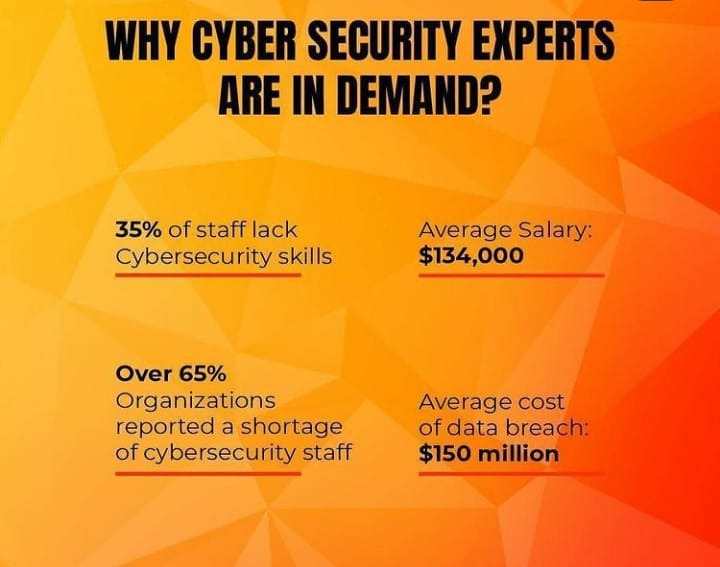 WHY CYBER SECURITY EXPERTS
ARE IN DEMAND?
35% of staff lack
Cybersecurity skills
Average Salary:
$134,000
Over 65%
Organizations
reported a shortage
of cybersecurity staff
Average cost
of data breach:
$150 million